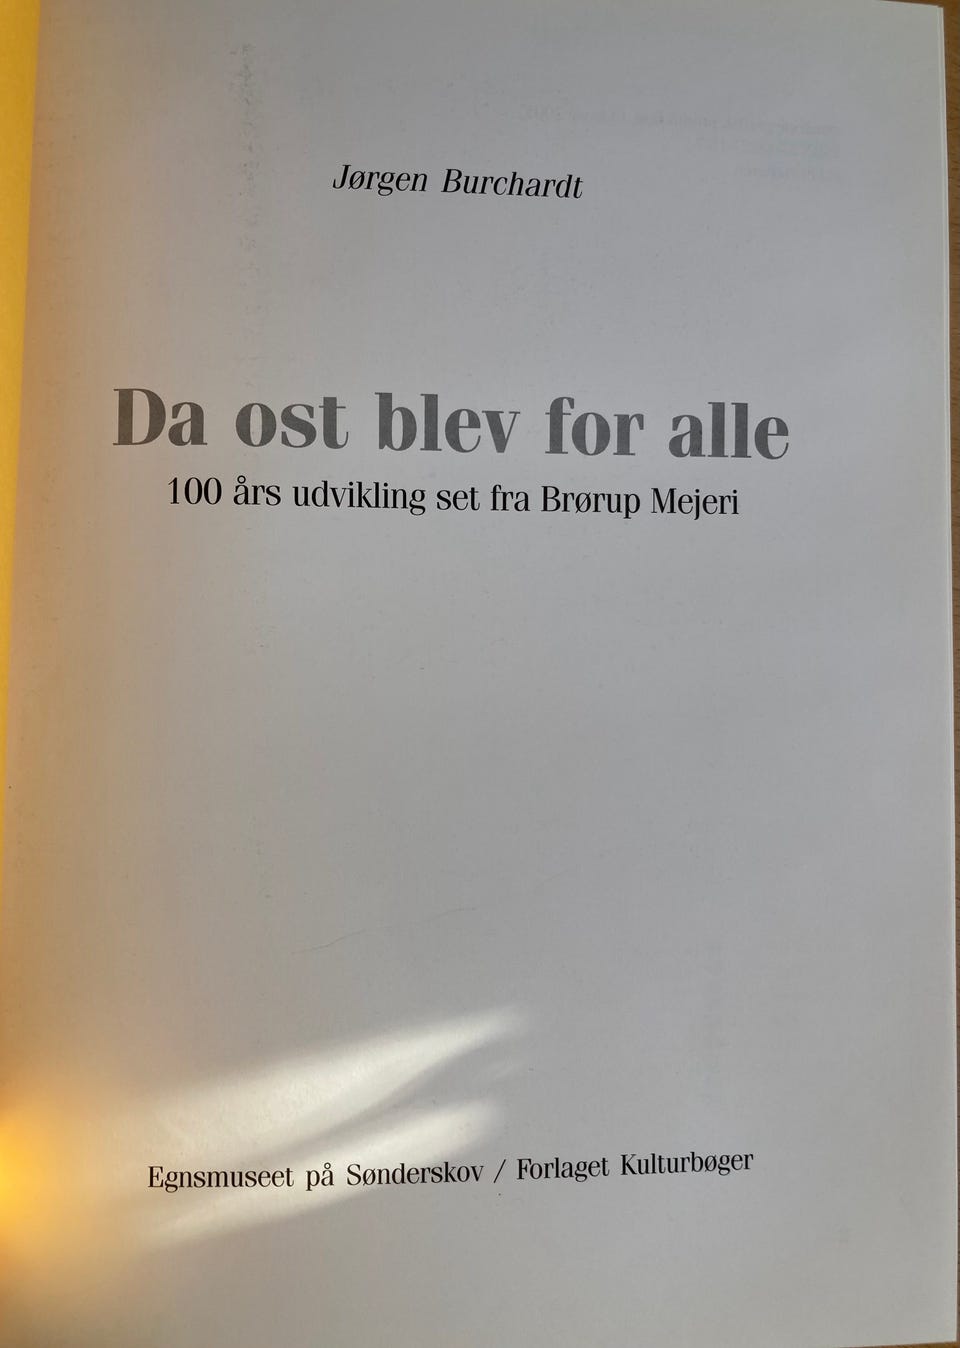 Jørgen Burchardt
Da ost blev for alle
100 års udvikling set fra Brørup Mejeri
Egnsmuseet på Sønderskov / Forlaget Kulturbøger